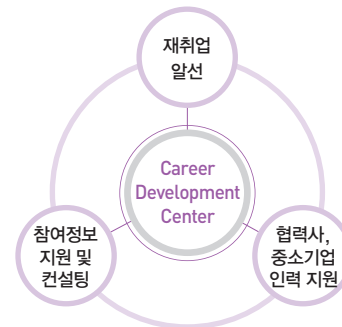 재취업
알선
Career
Development
Center
참여정보
지원 및
컨설팅
협력사,
중소기업
인력 지원